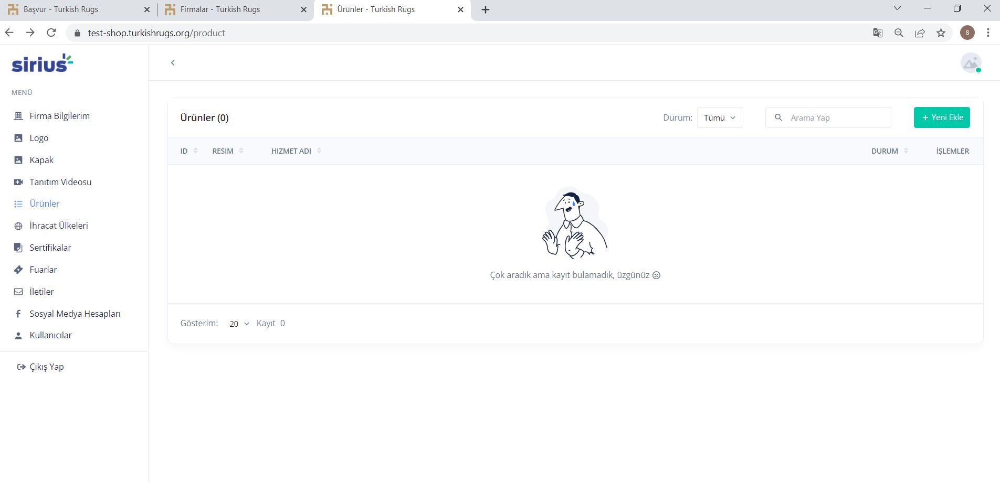 Başvur - Turkish Rugs
Firmalar - Turkish Rugs
Ürünler - Turkish Rugs
test-shop.turkishrugs.org/product
S
sirius
MENÜ
Firma Bilgilerim
Logo
Kapak
Tanıtım Videosu
Ürünler
İhracat Ülkeleri
Sertifikalar
Fuarlar
İletiler
Sosyal Medya Hesapları
Kullanıcılar
Çıkış Yap
Ürünler (0)
Durum: Tümü
Arama Yap
+ Yeni Ekle
ID RESIM HIZMET ADI DURUM İŞLEMLER
Çok aradık ama kayıt bulamadık, üzgünüz ☹
Gösterim: 20 Kayıt 0